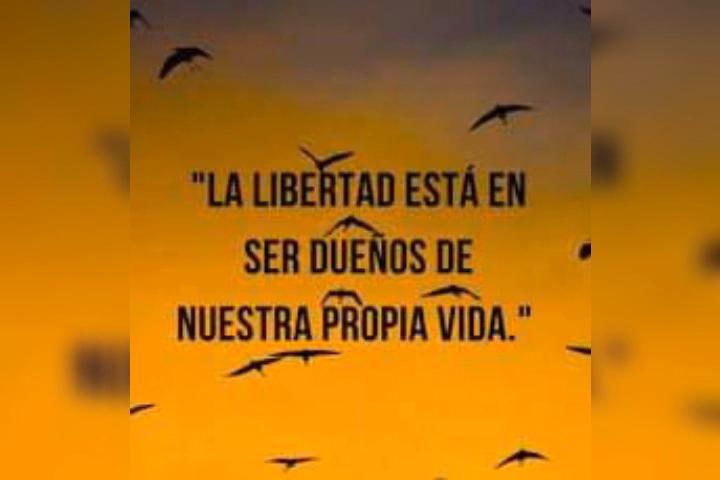 "LA LIBERTAD ESTÁ EN
SER DUEÑOS DE
NUESTRA PROPIA VIDA."